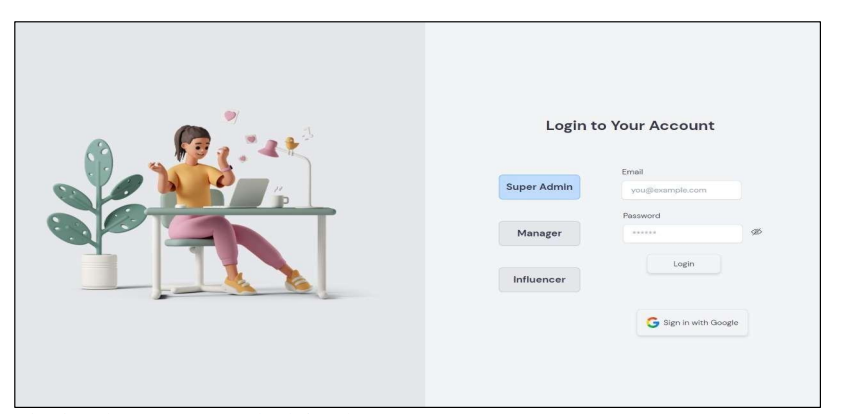 Login to Your Account
Super Admin
Manager
Influencer
Email
you@example.com
Password
******
Login
Sign in with Google